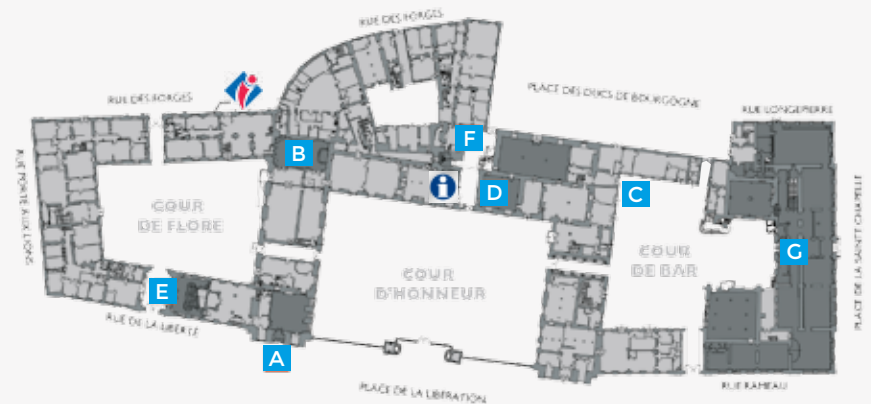 RUE DES FORGES
RUE DES FORGES
PLACE DES DUCS DE BOURGOGNE
RUE LONGEPIERRE
RUE PORTE AUX LIONS
B
F
i
D
C
COUR
DE FLORE
COUR
D'HONNEUR
COUR
DE BAR
G
PLACE DE LA SAINTE CHAPELLE
E
RUE DE LA LIBERTE
A
PLACE DE LA LIBERATION
RUE RAMEAU